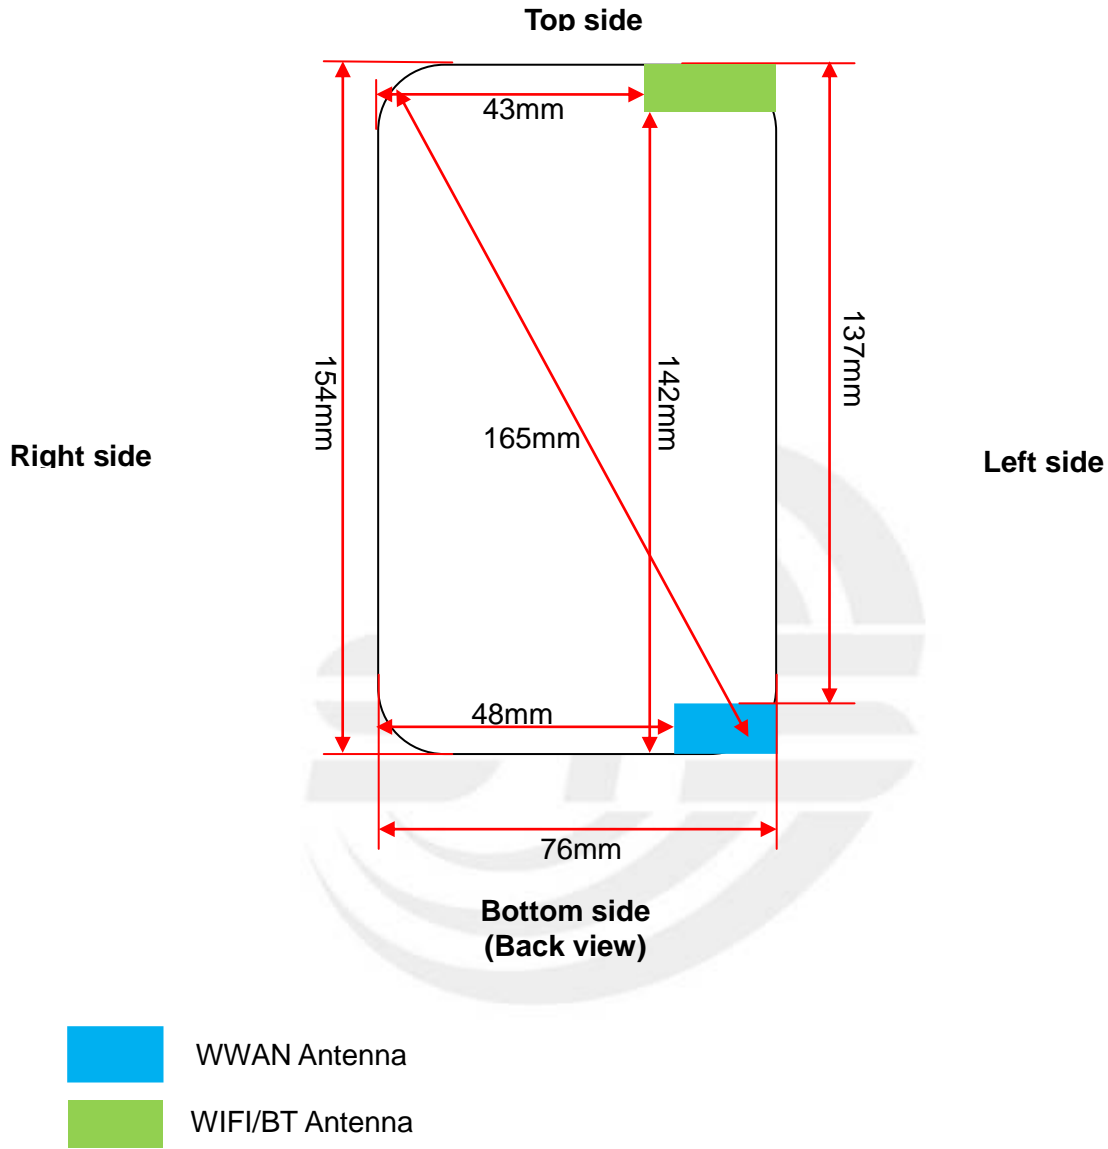 Top side
43mm
154mm
142mm
137mm
165mm
Right side
Left side
48mm
76mm
Bottom side
(Back view)
WWAN Antenna
WIFI/BT Antenna